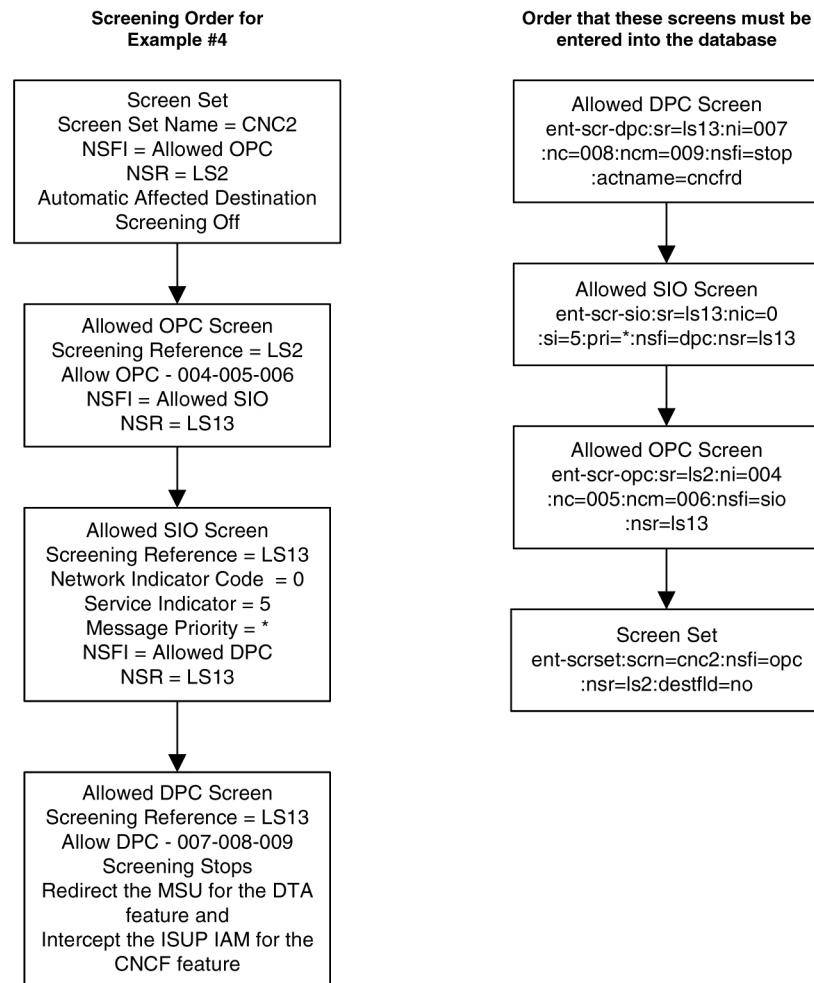 Screening Order for
Example #4
Screen Set
Screen Set Name = CNC2
NSFI = Allowed OPC
NSR = LS2
Automatic Affected Destination
Screening Off
Allowed OPC Screen
Screening Reference = LS2
Allow OPC - 004-005-006
NSFI = Allowed SIO
NSR = LS13
Allowed SIO Screen
Screening Reference = LS13
Network Indicator Code = 0
Service Indicator = 5
Message Priority = *
NSFI = Allowed DPC
NSR = LS13
Allowed DPC Screen
Screening Reference = LS13
Allow DPC - 007-008-009
Screening Stops
Redirect the MSU for the DTA
feature and
Intercept the ISUP IAM for the
CNCF feature
Order that these screens must be
entered into the database
Allowed DPC Screen
ent-scr-dpc:sr=ls13:ni=007
:nc=008:ncm=009:nsfi=stop
:actname=cncfrd
Allowed SIO Screen
ent-scr-sio:sr=ls13:nic=0
:si=5:pri=*:nsfi=dpc:nsr=ls13
Allowed OPC Screen
ent-scr-opc:sr=ls2:ni=004
:nc=005:ncm=006:nsfi=sio
:nsr=ls13
Screen Set
ent-scrset:scrn=cnc2:nsfi=opc
:nsr=ls2:destfld=no